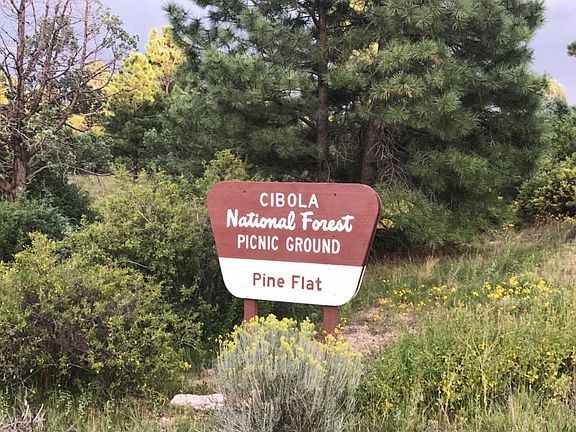 CIBOLA
National Forest
PICNIC GROUND
Pine Flat